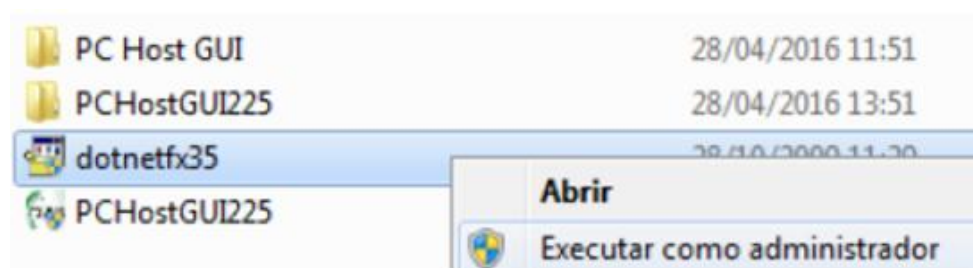 PC Host GUI 28/04/2016 11:51
PCHostGUI225 28/04/2016 13:51
dotnetfx35
Abrir
PCHostGUI225
Executar como administrador